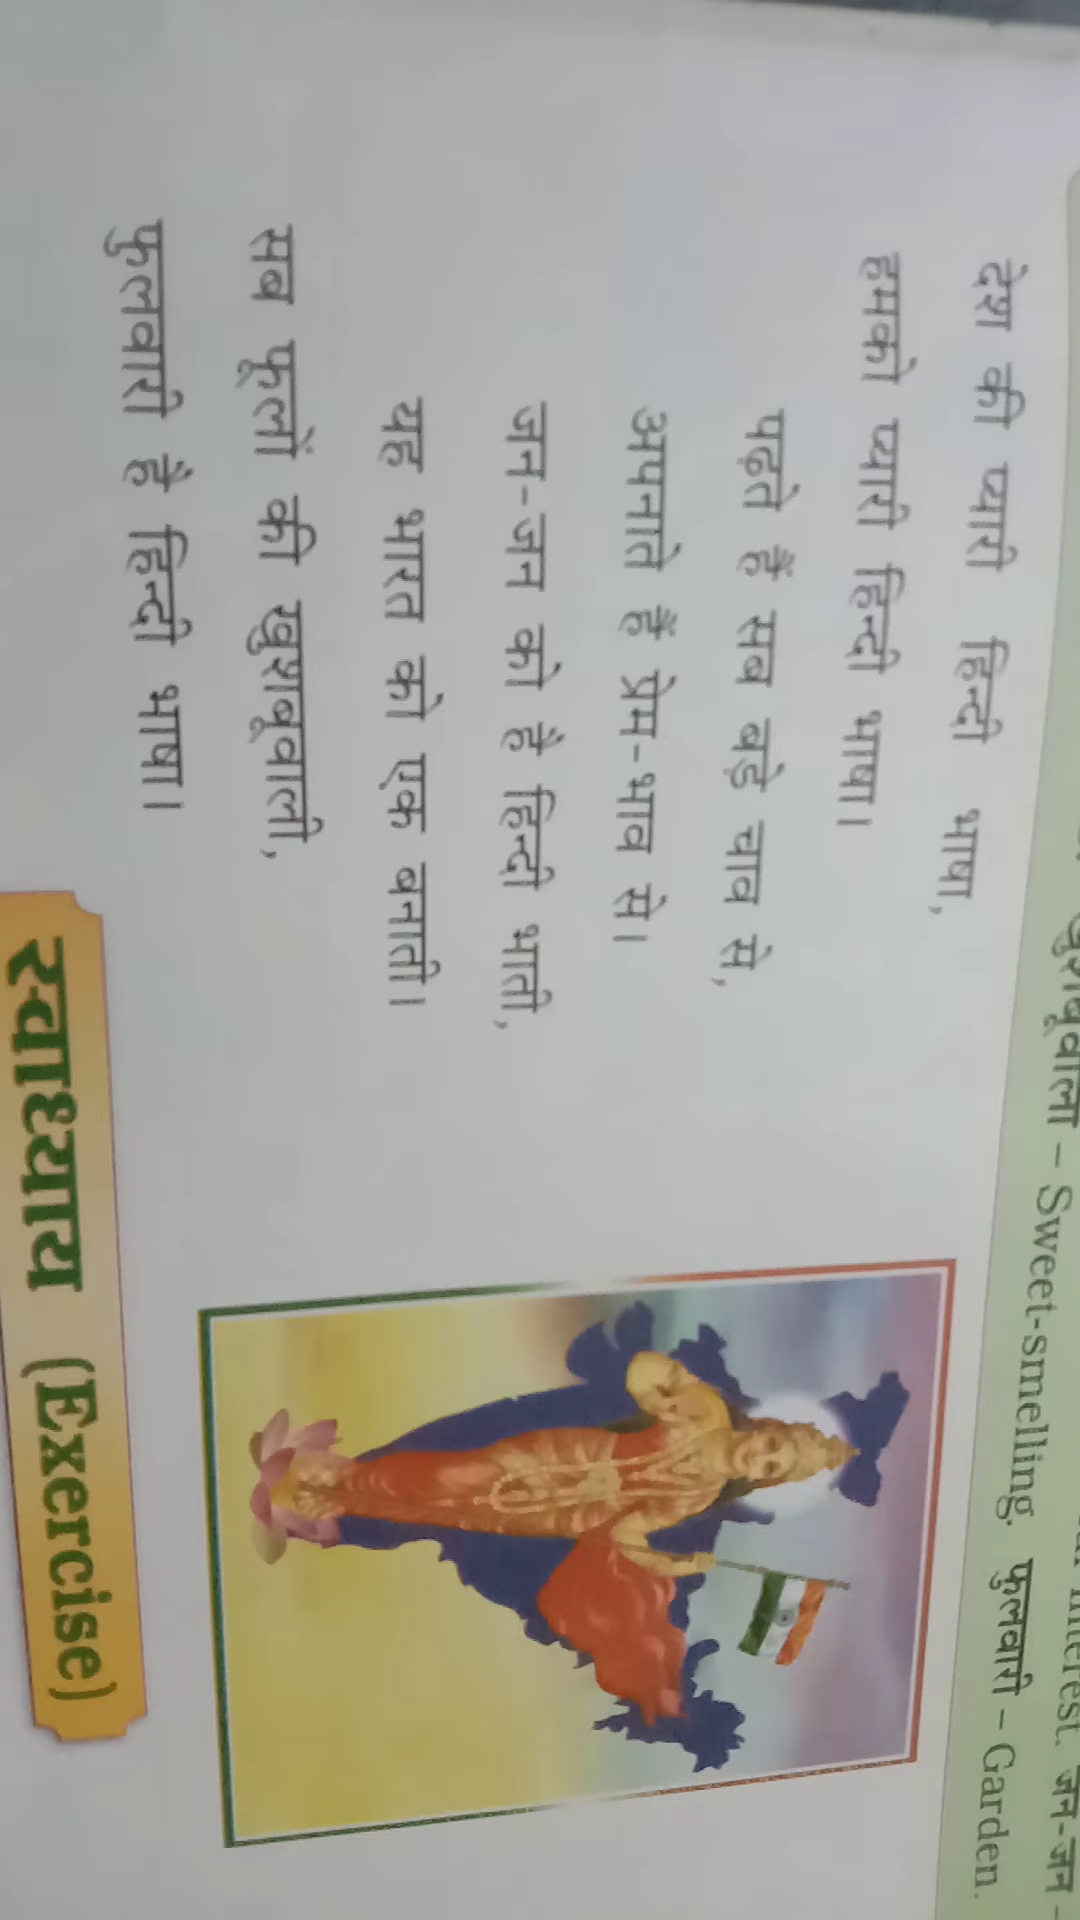 खुशबूवाली – Sweet-smelling. फुलवारी – Garden.
देश की प्यारी हिन्दी भाषा,
हमको प्यारी हिन्दी भाषा।
पढ़ते हैं सब बड़े चाव से,
अपनाते हैं प्रेम-भाव से।
जन-जन को है हिन्दी भाती,
यह भारत को एक बनाती।
सब फूलों की खुशबूवाली,
फुलवारी है हिन्दी भाषा।
स्वाध्याय (Exercise)